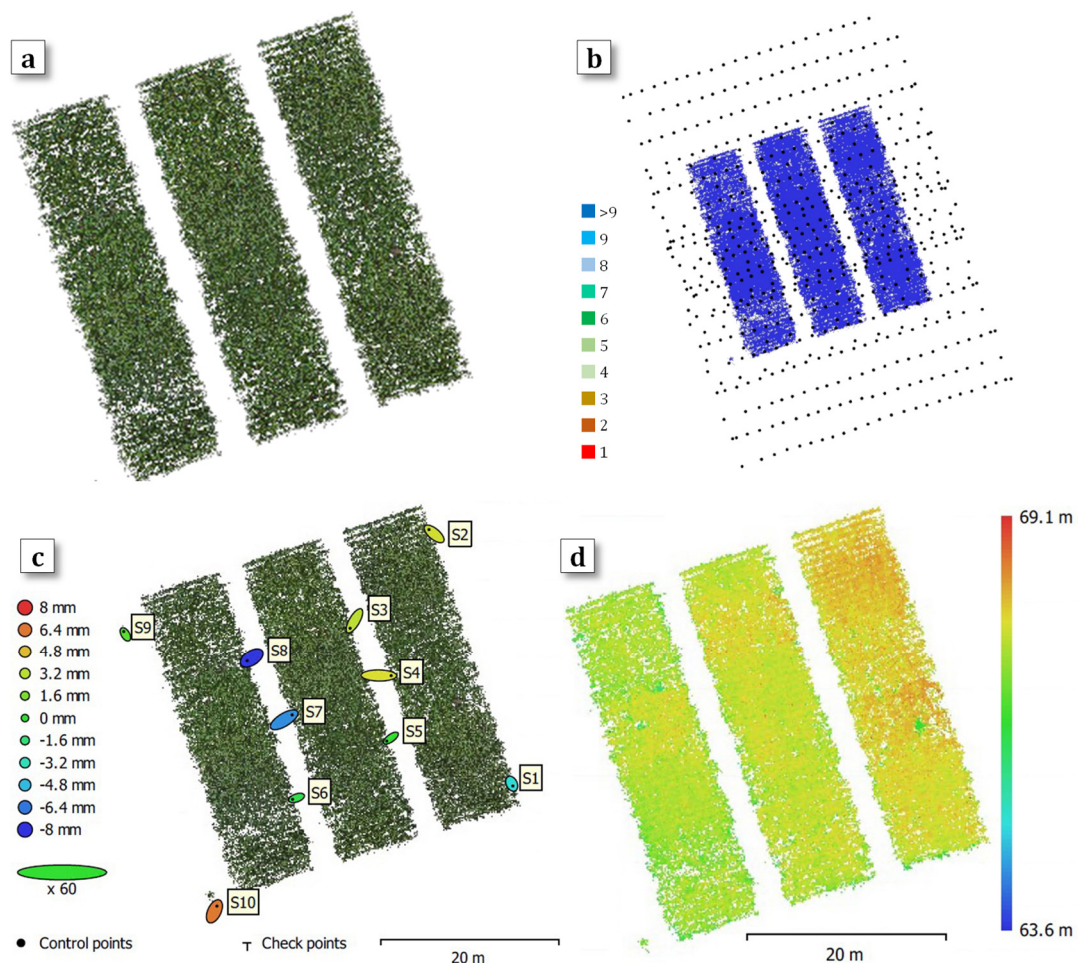 a
b
>9
9
8
7
6
5
4
3
2
1
c
8 mm
6.4 mm
4.8 mm
3.2 mm
1.6 mm
0 mm
-1.6 mm
-3.2 mm
-4.8 mm
-6.4 mm
-8 mm
x 60
S2
S3
S9
S8
S4
S7
S5
S1
S6
S10
Control points
Check points
20 m
d
69.1 m
63.6 m
20 m